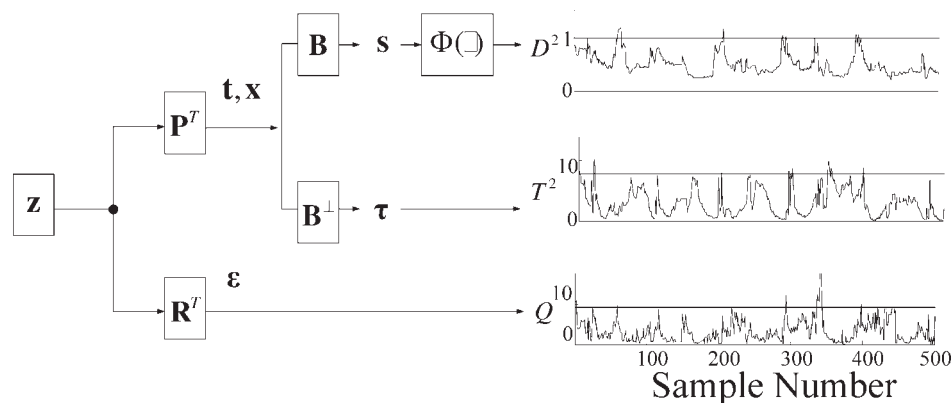 B s Φ(□) D² 1
0
t, x
Pᵀ
z
B⊥ τ T² 10
0
ε
Rᵀ Q 10
0
100 200 300 400 500
Sample Number